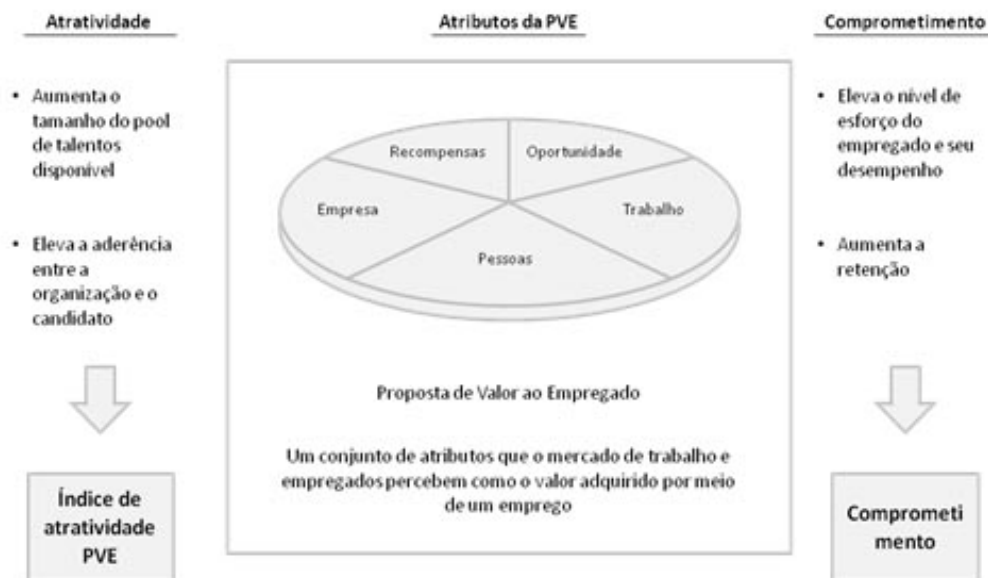 Atratividade
• Aumenta o
tamanho do pool
de talentos
disponível
• Eleva a aderência
entre a
organização e o
candidato
Índice de
atratividade
PVE
Atributos da PVE
Recompensas
Oportunidade
Empresa
Trabalho
Pessoas
Proposta de Valor ao Empregado
Um conjunto de atributos que o mercado de trabalho e
empregados percebem como o valor adquirido por meio
de um emprego
Comprometimento
• Eleva o nível de
esforço do
empregado e seu
desempenho
• Aumenta a
retenção
Comprometi
mento